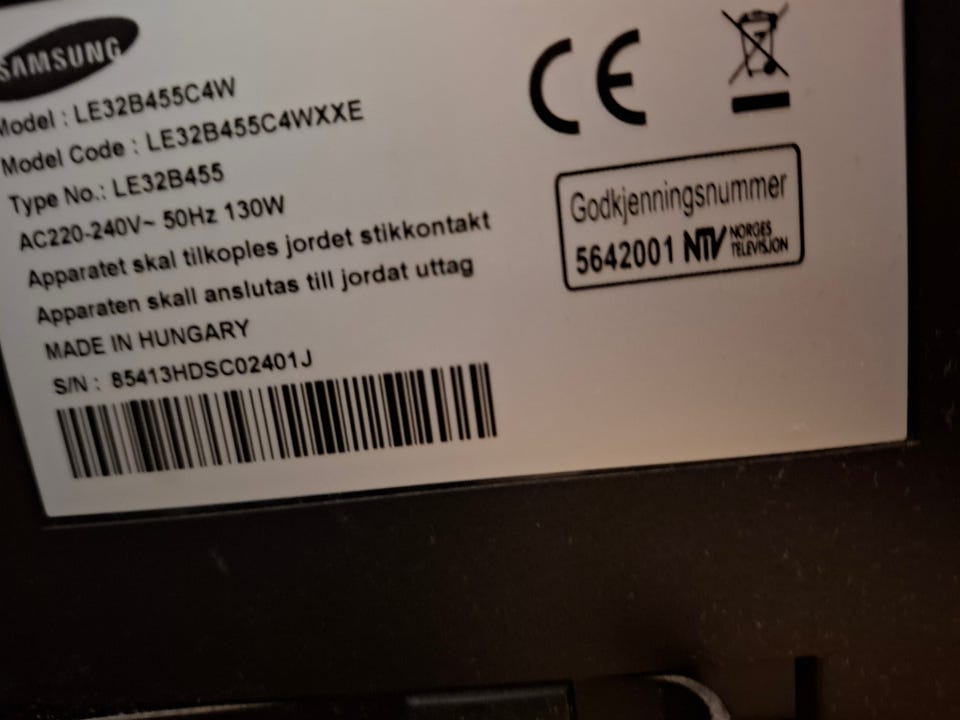 SAMSUNG
Model : LE32B455C4W
Model Code : LE32B455C4WXXE
Type No.: LE32B455
AC220-240V~ 50Hz 130W
Apparatet skal tilkoples jordet stikkontakt
Apparaten skall anslutas till jordat uttag
MADE IN HUNGARY
S/N : 85413HDSC02401J
CE
Godkjenningsnummer
5642001 NTV NORGES
TELEVISJON